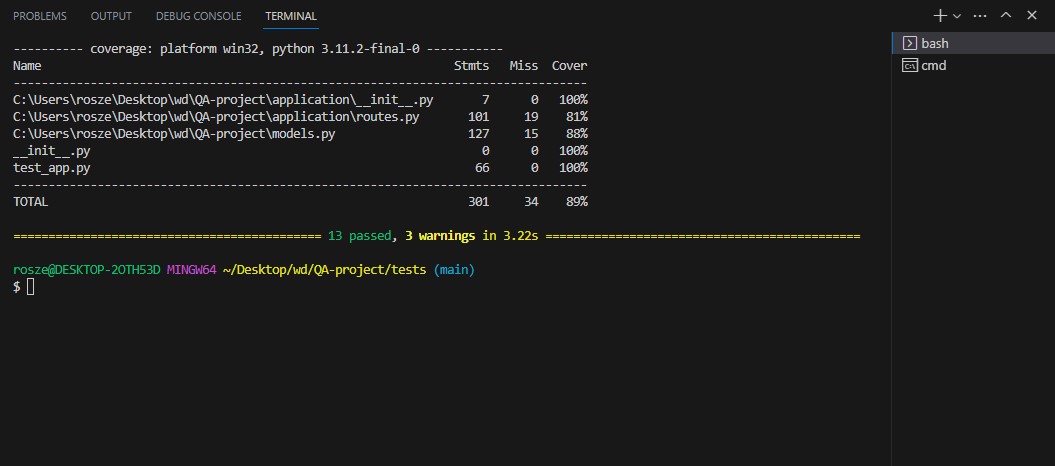 PROBLEMS OUTPUT DEBUG CONSOLE TERMINAL
bash
cmd
---------- coverage: platform win32, python 3.11.2-final-0 -----------
Name Stmts Miss Cover
----------------------------------------------------------------------------------
C:\Users\rosze\Desktop\wd\QA-project\application\__init__.py 7 0 100%
C:\Users\rosze\Desktop\wd\QA-project\application\routes.py 101 19 81%
C:\Users\rosze\Desktop\wd\QA-project\models.py 127 15 88%
__init__.py 0 0 100%
test_app.py 66 0 100%
----------------------------------------------------------------------------------
TOTAL 301 34 89%
============================================ 13 passed, 3 warnings in 3.22s =============================================
rosze@DESKTOP-2OTH53D MINGW64 ~/Desktop/wd/QA-project/tests (main)
$